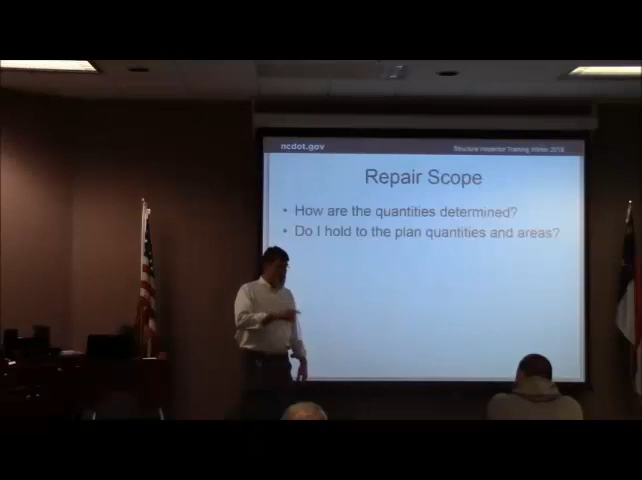 ncdot.gov
Structure Inspector Training Winter 2018
Repair Scope
• How are the quantities determined?
• Do I hold to the plan quantities and areas?